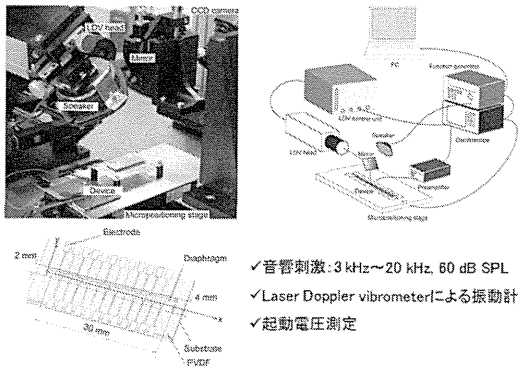 CCD camera
LDV head
Mirror
Speaker
Device
Micropositioning stage
PC
Function generator
LDV sensor unit
Oscilloscope
Speaker
LDV head
Mirror
Preamplifier
Device
Micropositioning stage
Electrode
2 mm
Diaphragm
4 mm
x
30 mm
Substrate
PVDF
✓音響刺激:3 kHz～20 kHz, 60 dB SPL
✓Laser Doppler vibrometerによる振動計
✓起動電圧測定